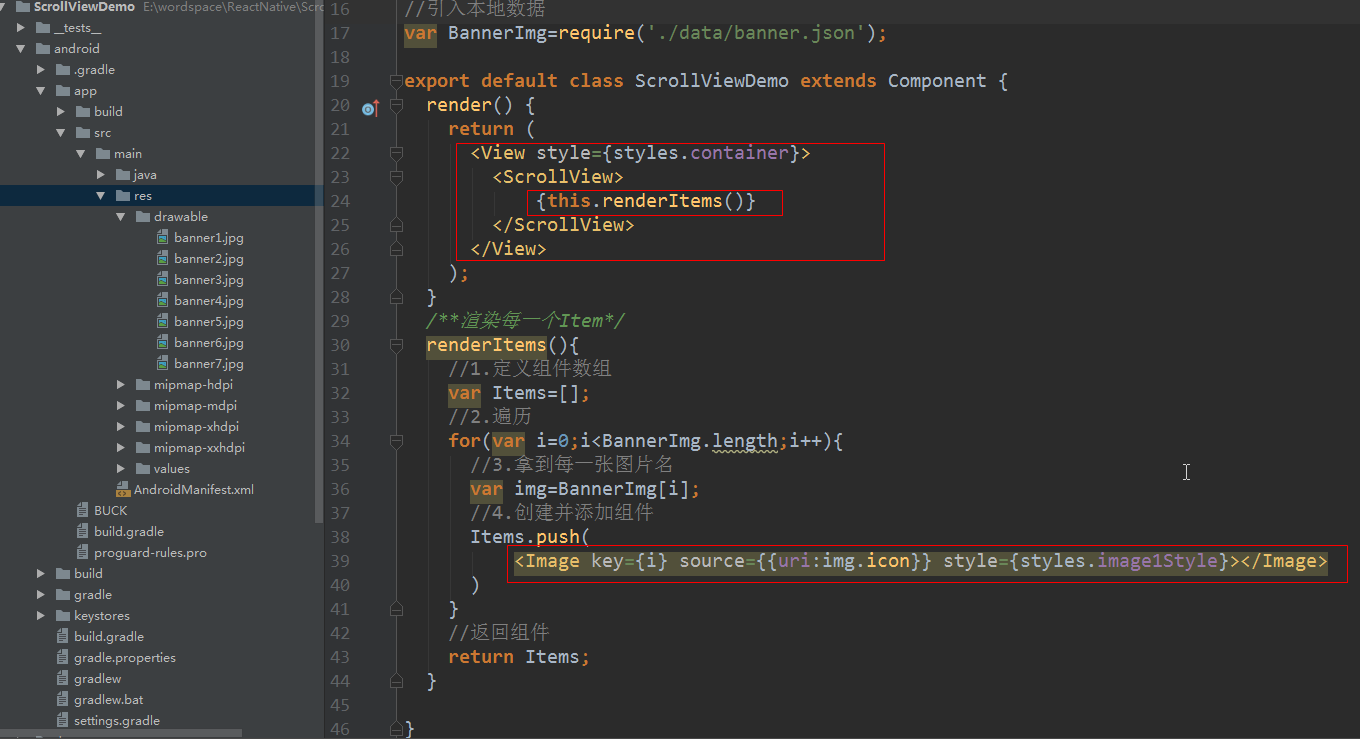 ScrollViewDemo E:\wordspace\ReactNative\Scr
__tests__
android
.gradle
app
build
src
main
java
res
drawable
banner1.jpg
banner2.jpg
banner3.jpg
banner4.jpg
banner5.jpg
banner6.jpg
banner7.jpg
mipmap-hdpi
mipmap-mdpi
mipmap-xhdpi
mipmap-xxhdpi
values
AndroidManifest.xml
BUCK
build.gradle
proguard-rules.pro
build
gradle
keystores
build.gradle
gradle.properties
gradlew
gradlew.bat
settings.gradle
16 //引入本地数据
17 var BannerImg=require('./data/banner.json');
18
19 export default class ScrollViewDemo extends Component {
20 render() {
21 return (
22 <View style={styles.container}>
23 <ScrollView>
24 {this.renderItems()}
25 </ScrollView>
26 </View>
27 );
28 }
29 /**渲染每一个Item*/
30 renderItems(){
31 //1.定义组件数组
32 var Items=[];
33 //2.遍历
34 for(var i=0;i<BannerImg.length;i++){
35 //3.拿到每一张图片名
36 var img=BannerImg[i];
37 //4.创建并添加组件
38 Items.push(
39 <Image key={i} source={{uri:img.icon}} style={styles.image1Style}></Image>
40 )
41 }
42 //返回组件
43 return Items;
44 }
45
46 }